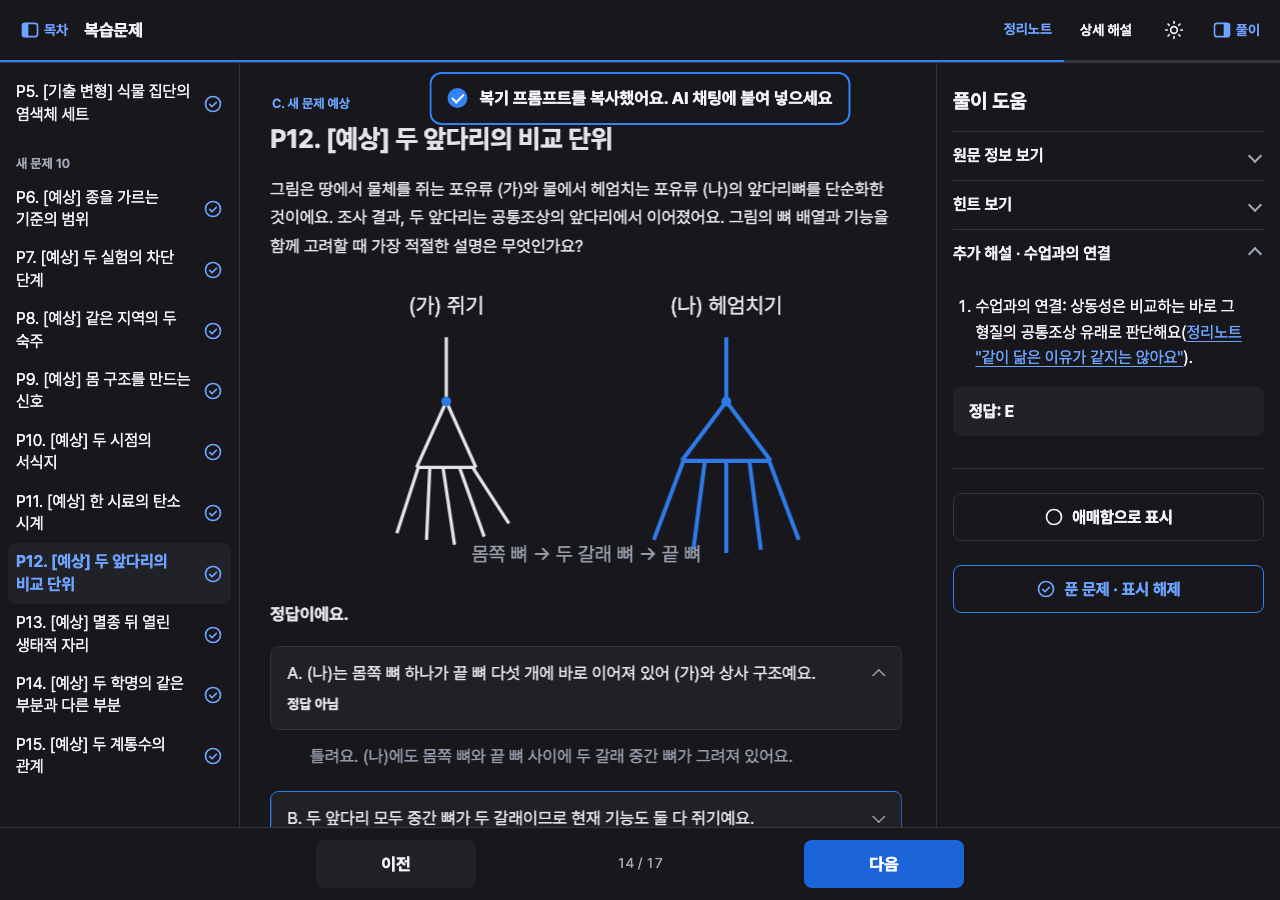 목차
복습문제
정리노트
상세 해설
풀이
P5. [기출 변형] 식물 집단의
염색체 세트
새 문제 10
P6. [예상] 종을 가르는
기준의 범위
P7. [예상] 두 실험의 차단
단계
P8. [예상] 같은 지역의 두
숙주
P9. [예상] 몸 구조를 만드는
신호
P10. [예상] 두 시점의
서식지
P11. [예상] 한 시료의 탄소
시계
P12. [예상] 두 앞다리의
비교 단위
P13. [예상] 멸종 뒤 열린
생태적 자리
P14. [예상] 두 학명의 같은
부분과 다른 부분
P15. [예상] 두 계통수의
관계
복기 프롬프트를 복사했어요. AI 채팅에 붙여 넣으세요
C. 새 문제 예상
P12. [예상] 두 앞다리의 비교 단위
그림은 땅에서 물체를 쥐는 포유류 (가)와 물에서 헤엄치는 포유류 (나)의 앞다리뼈를 단순화한
것이에요. 조사 결과, 두 앞다리는 공통조상의 앞다리에서 이어졌어요. 그림의 뼈 배열과 기능을
함께 고려할 때 가장 적절한 설명은 무엇인가요?
(가) 쥐기
(나) 헤엄치기
몸쪽 뼈 → 두 갈래 뼈 → 끝 뼈
정답이에요.
A. (나)는 몸쪽 뼈 하나가 끝 뼈 다섯 개에 바로 이어져 있어 (가)와 상사 구조예요.
정답 아님
틀려요. (나)에도 몸쪽 뼈와 끝 뼈 사이에 두 갈래 중간 뼈가 그려져 있어요.
B. 두 앞다리 모두 중간 뼈가 두 갈래이므로 현재 기능도 둘 다 쥐기예요.
풀이 도움
원문 정보 보기
힌트 보기
추가 해설 · 수업과의 연결
1. 수업과의 연결: 상동성은 비교하는 바로 그
형질의 공통조상 유래로 판단해요(정리노트
"같이 닮은 이유가 같지는 않아요").
정답: E
애매함으로 표시
푼 문제 · 표시 해제
이전
14 / 17
다음